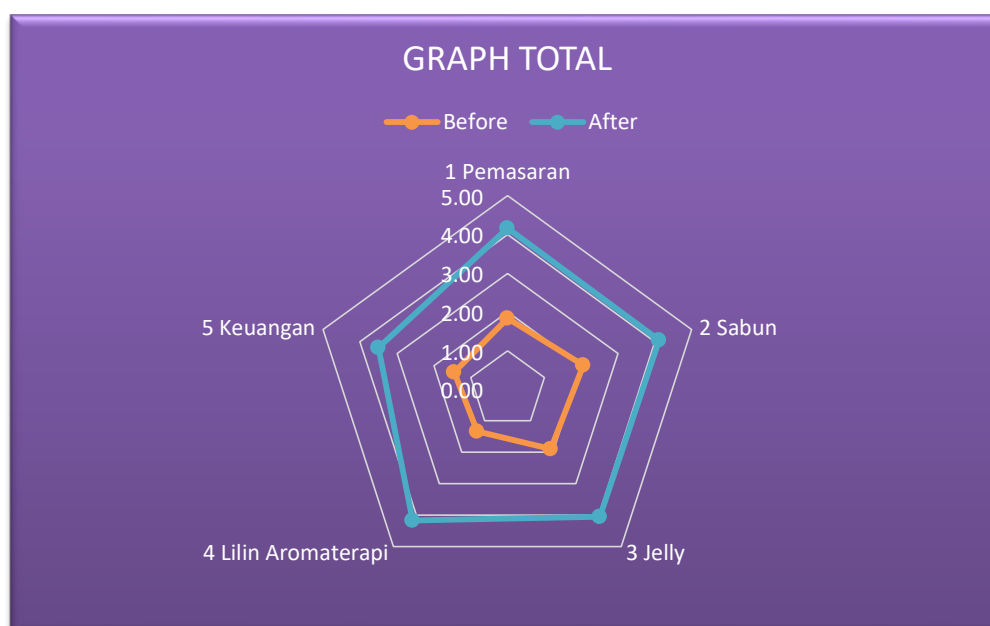 GRAPH TOTAL
Before After
1 Pemasaran
5.00
4.00
3.00
2.00
1.00
0.00
5 Keuangan
2 Sabun
4 Lilin Aromaterapi
3 Jelly